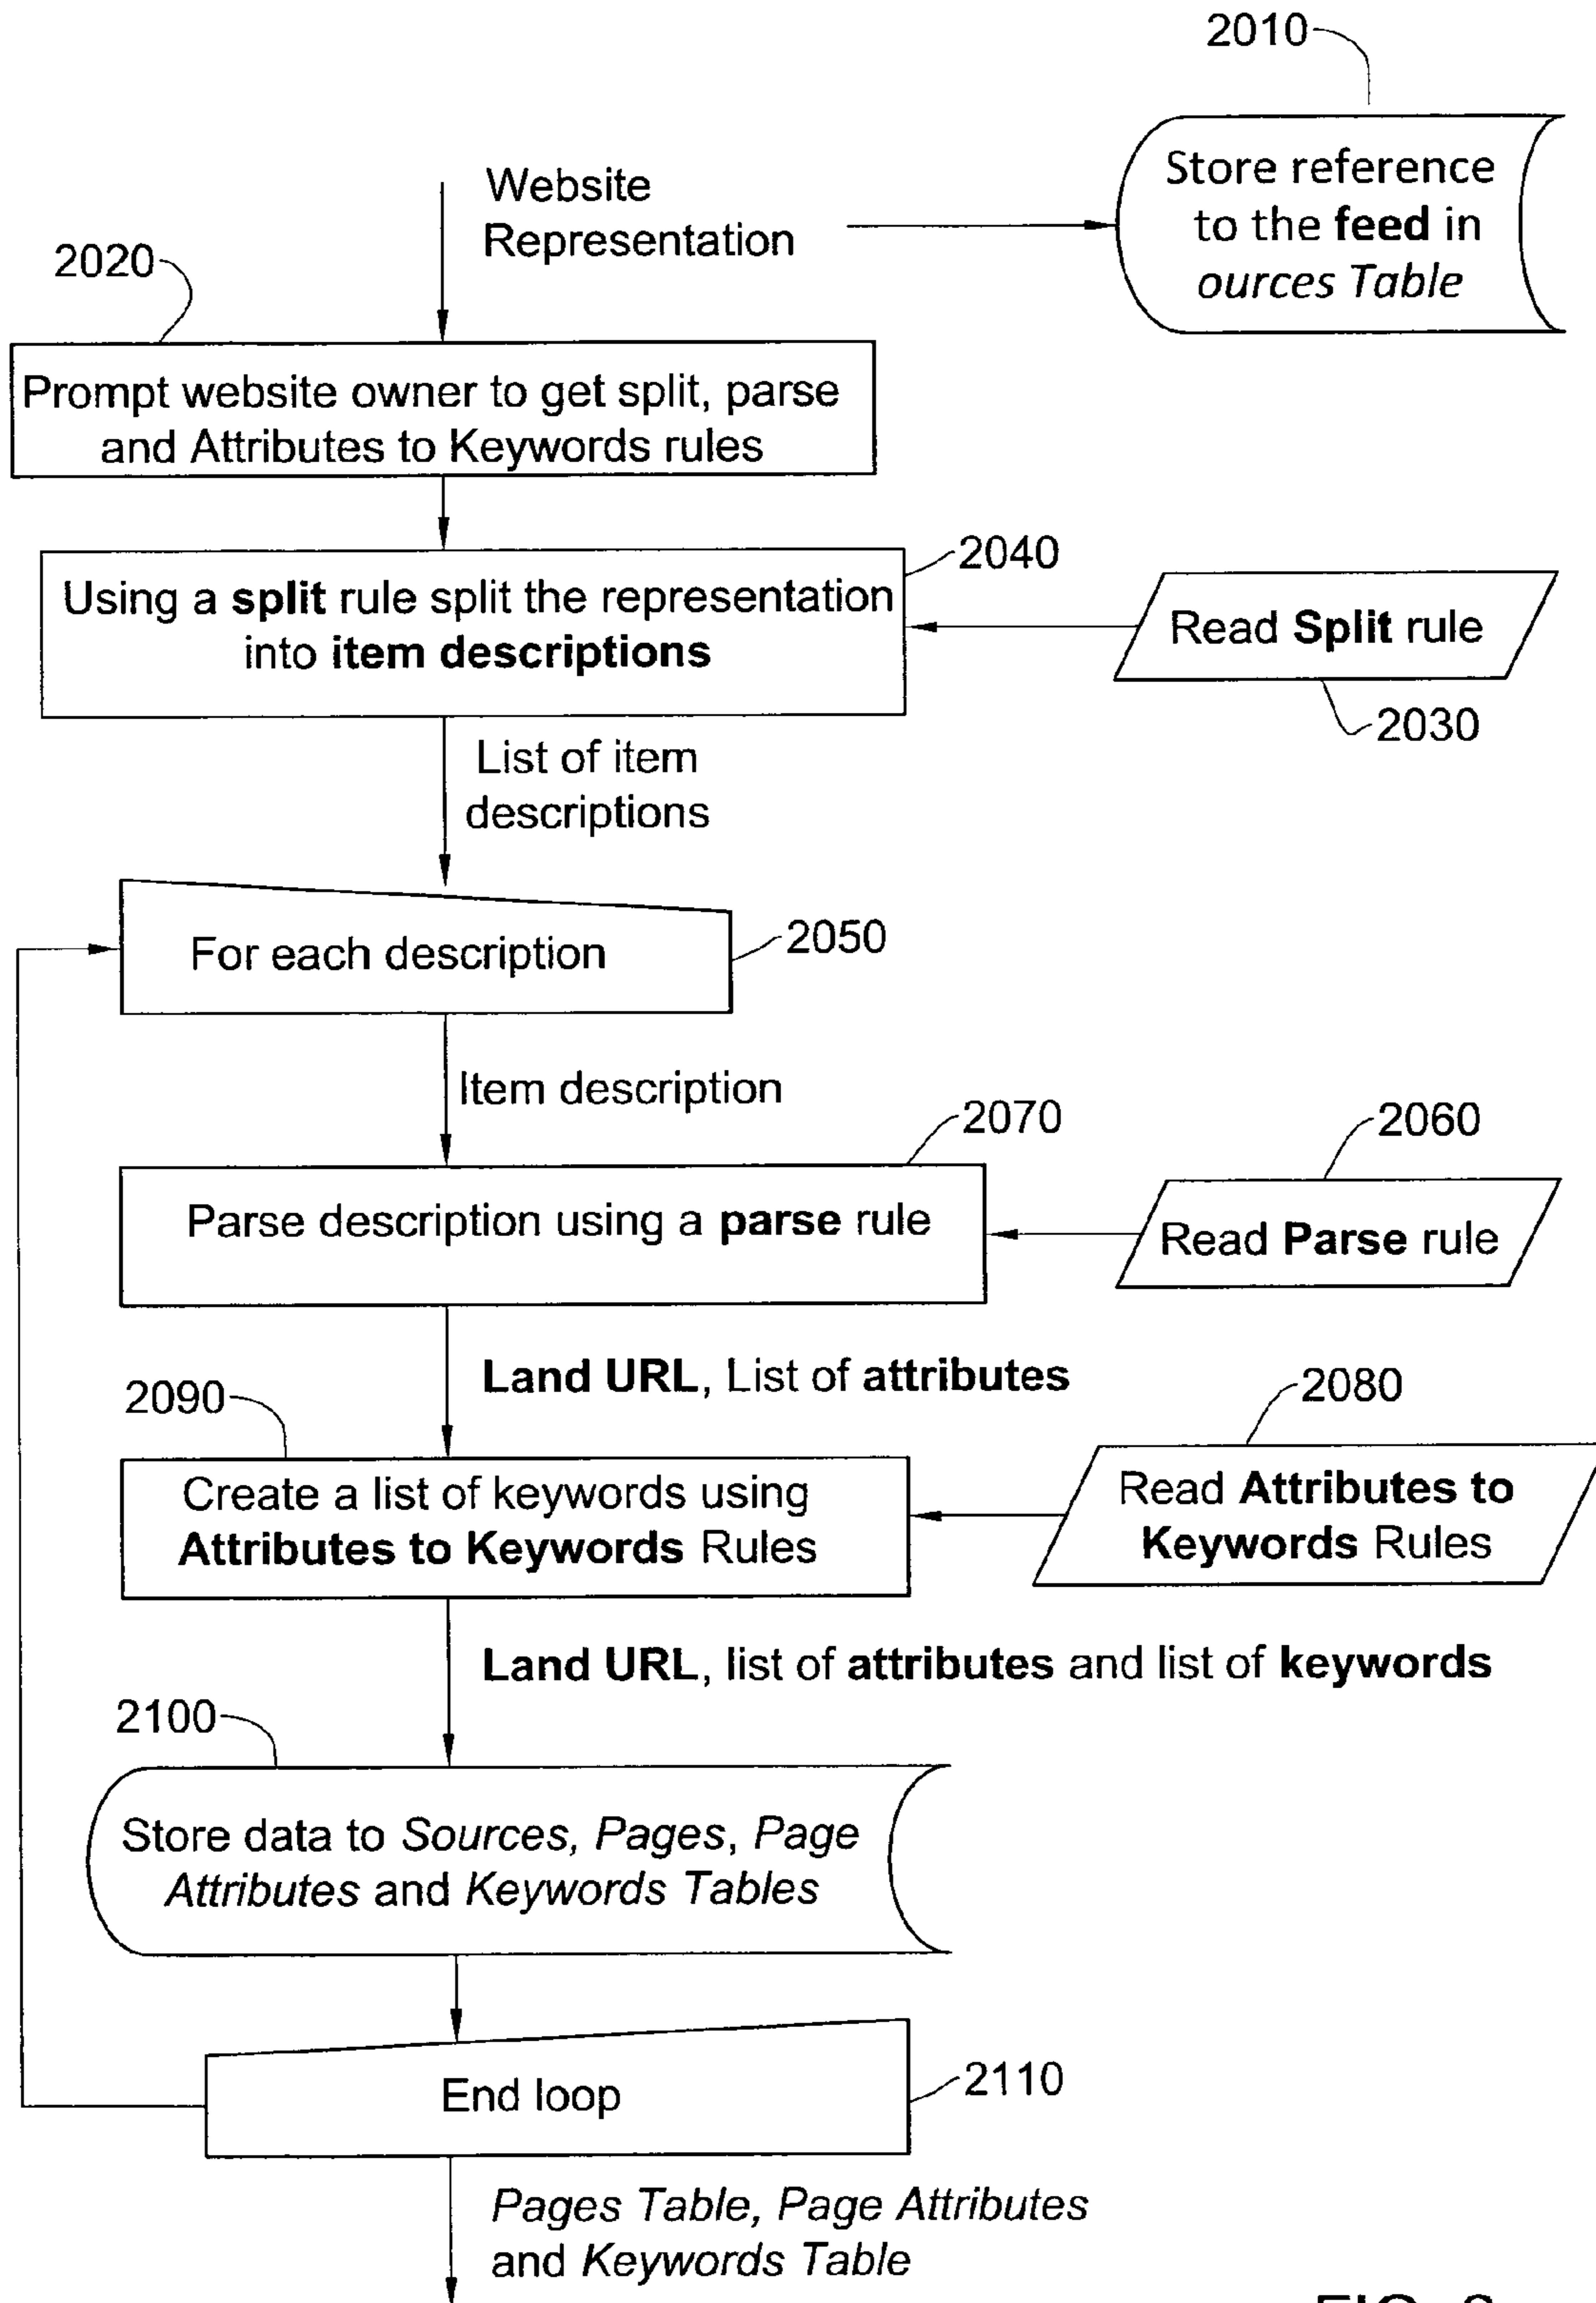 2010
Store reference
to the feed in
ources Table
Website
Representation
2020
Prompt website owner to get split, parse
and Attributes to Keywords rules
2040
Using a split rule split the representation
into item descriptions
Read Split rule
2030
List of item
descriptions
For each description
2050
Item description
2070
2060
Parse description using a parse rule
Read Parse rule
Land URL, List of attributes
2090
2080
Create a list of keywords using
Attributes to Keywords Rules
Read Attributes to
Keywords Rules
Land URL, list of attributes and list of keywords
2100
Store data to Sources, Pages, Page
Attributes and Keywords Tables
End loop
2110
Pages Table, Page Attributes
and Keywords Table